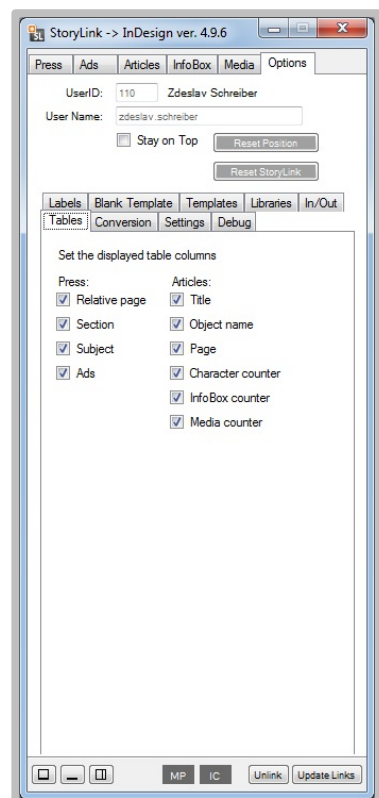 SL StoryLink -> InDesign ver. 4.9.6
Press Ads Articles InfoBox Media Options
UserID: 110 Zdeslav Schreiber
User Name: zdeslav.schreiber
Stay on Top Reset Position
Reset StoryLink
Labels Blank Template Templates Libraries In/Out
Tables Conversion Settings Debug
Set the displayed table columns
Press: Articles:
Relative page Title
Section Object name
Subject Page
Ads Character counter
InfoBox counter
Media counter
MP IC Unlink Update Links